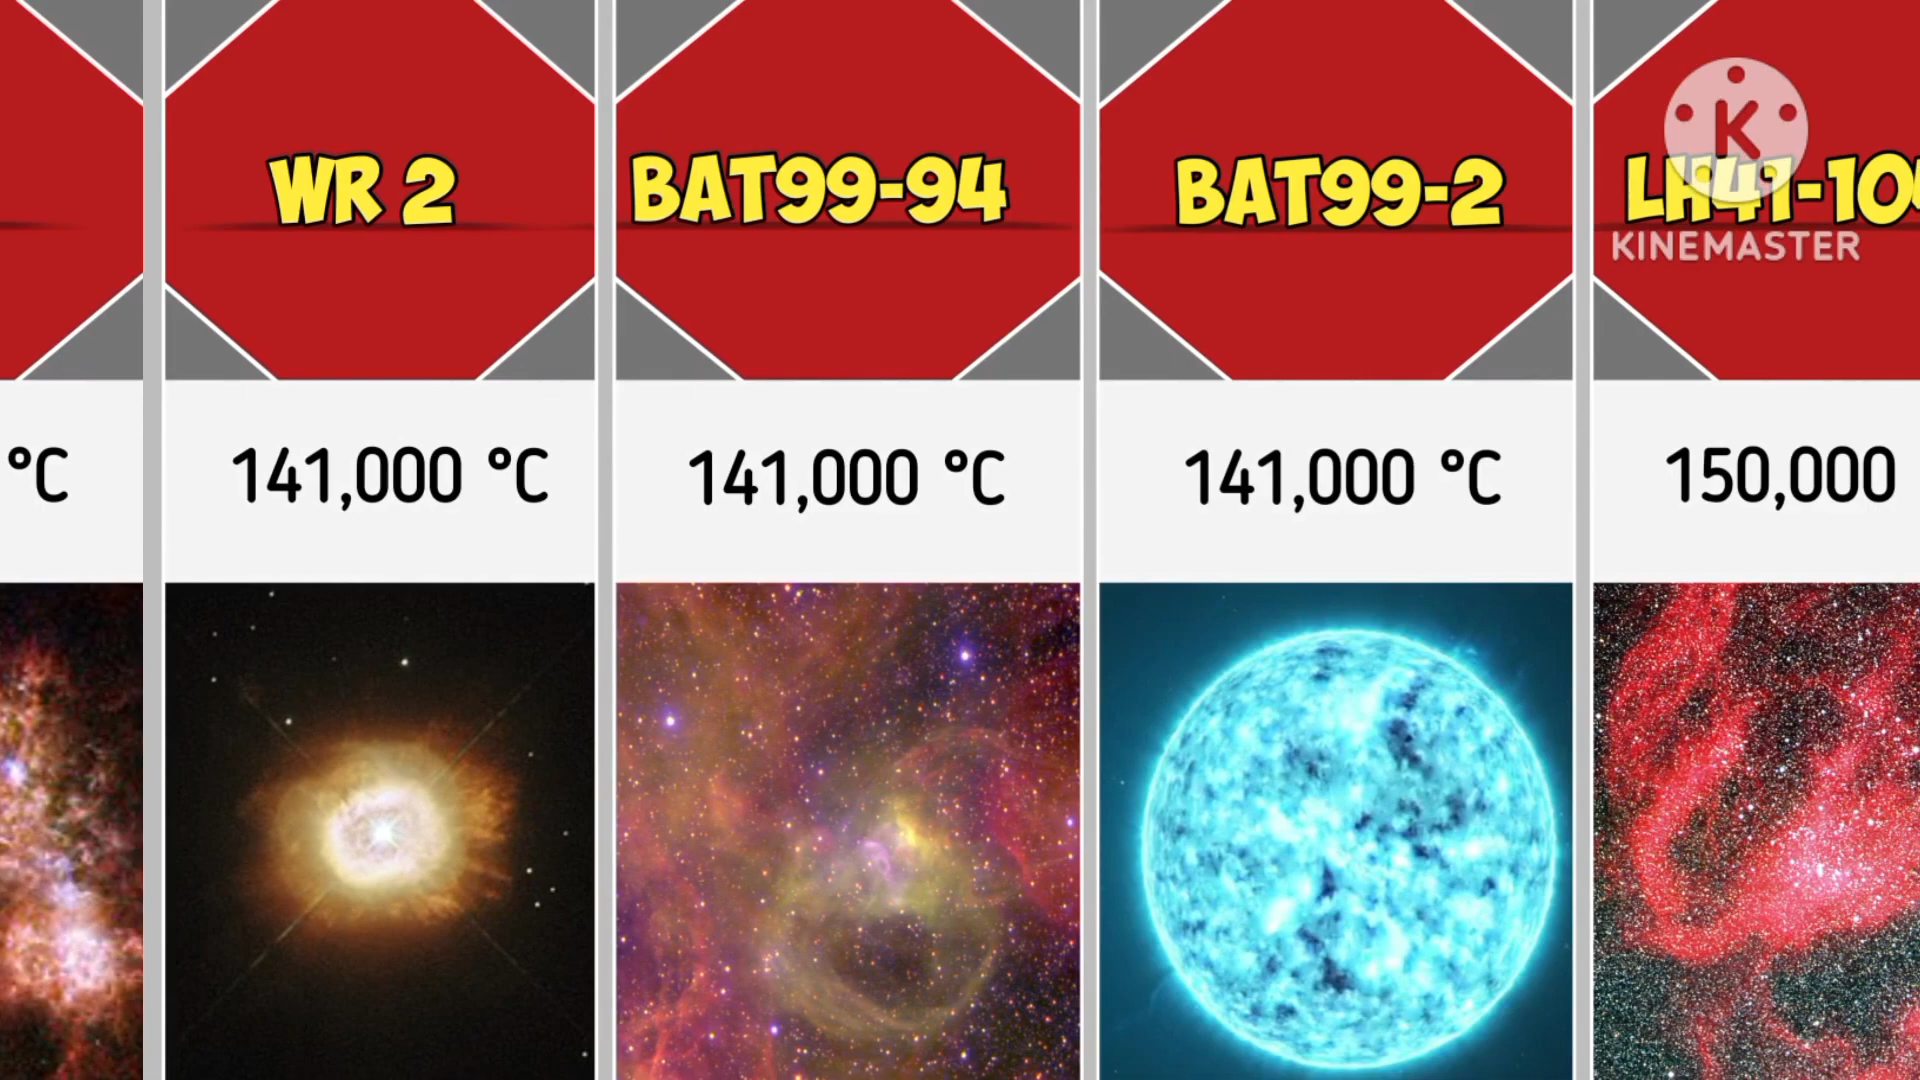 WR 2
BAT99-94
BAT99-2
K
KINEMASTER
°C
141,000 °C
141,000 °C
141,000 °C
150,000